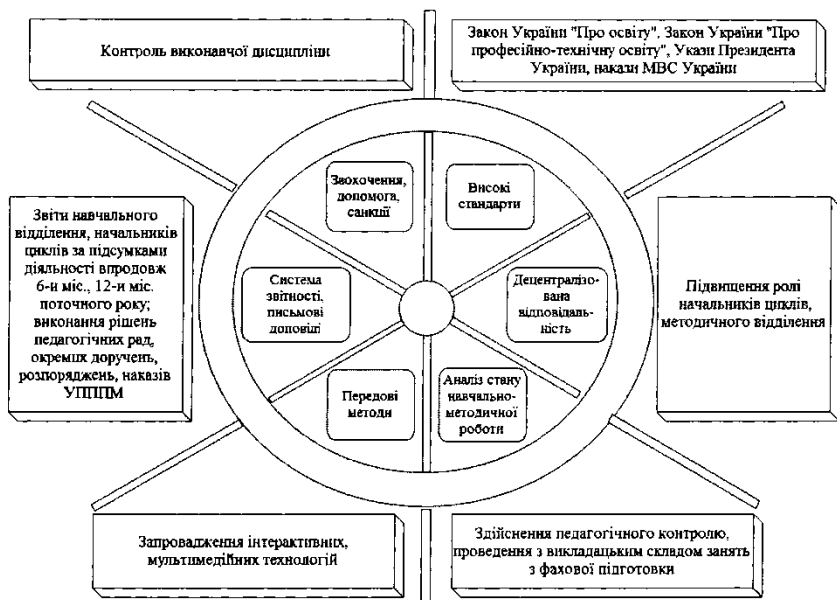 Контроль виконавчої дисципліни
Закон України "Про освіту". Закон України "Про
професійно-технічну освіту", Укази Президента
України, накази МВС України
Звохочення,
допомога,
санкції
Високі
стандарти
Звіти навчального
відділення, начальників
циклів за підсумками
діяльності впродовж
6-и міс., 12-и міс.
поточного року;
виконання рішень
педагогічних рад,
окремих доручень,
розпоряджень, наказів
УПППМ
Система
звітності,
письмові
доповіді
Децентралізо-
вана
відповідаль-
ність
Підвищення ролі
начальників циклів,
методичного відділення
Передові
методи
Аналіз стану
навчально-
методичної
роботи
Запровадження інтерактивних,
мультимедійних технологій
Здійснення педагогічного контролю,
проведення з викладацьким складом занять
з фахової підготовки